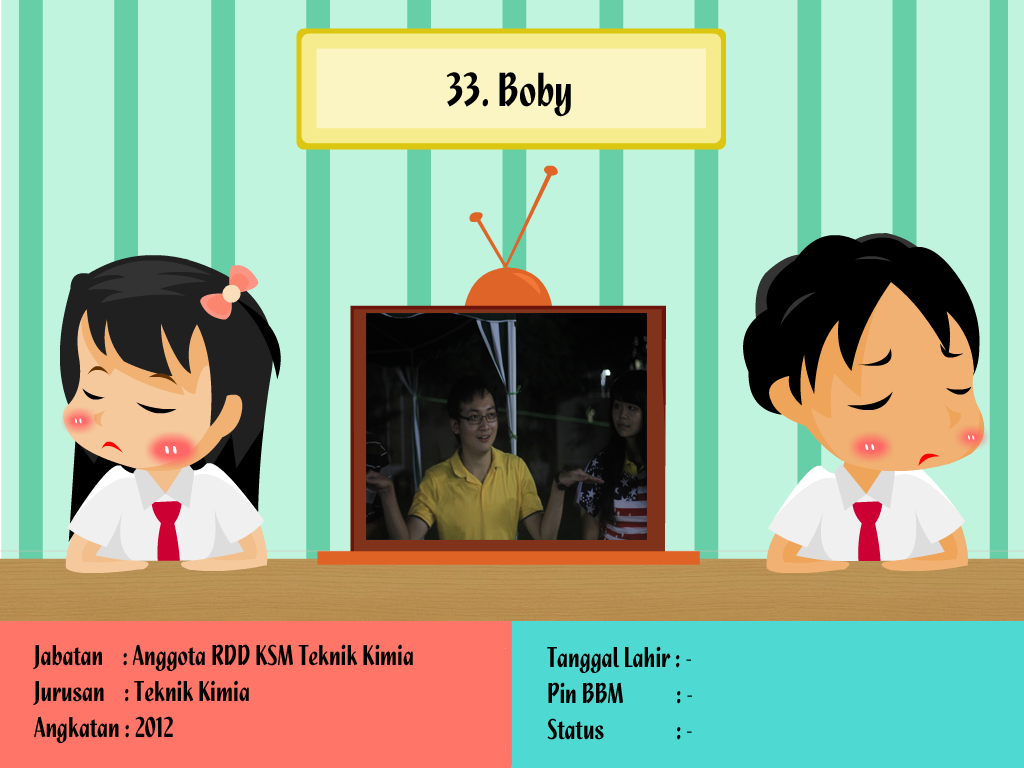 33. Boby
Jabatan : Anggota RDD KSM Teknik Kimia
Jurusan : Teknik Kimia
Angkatan : 2012
Tanggal Lahir : -
Pin BBM : -
Status : -